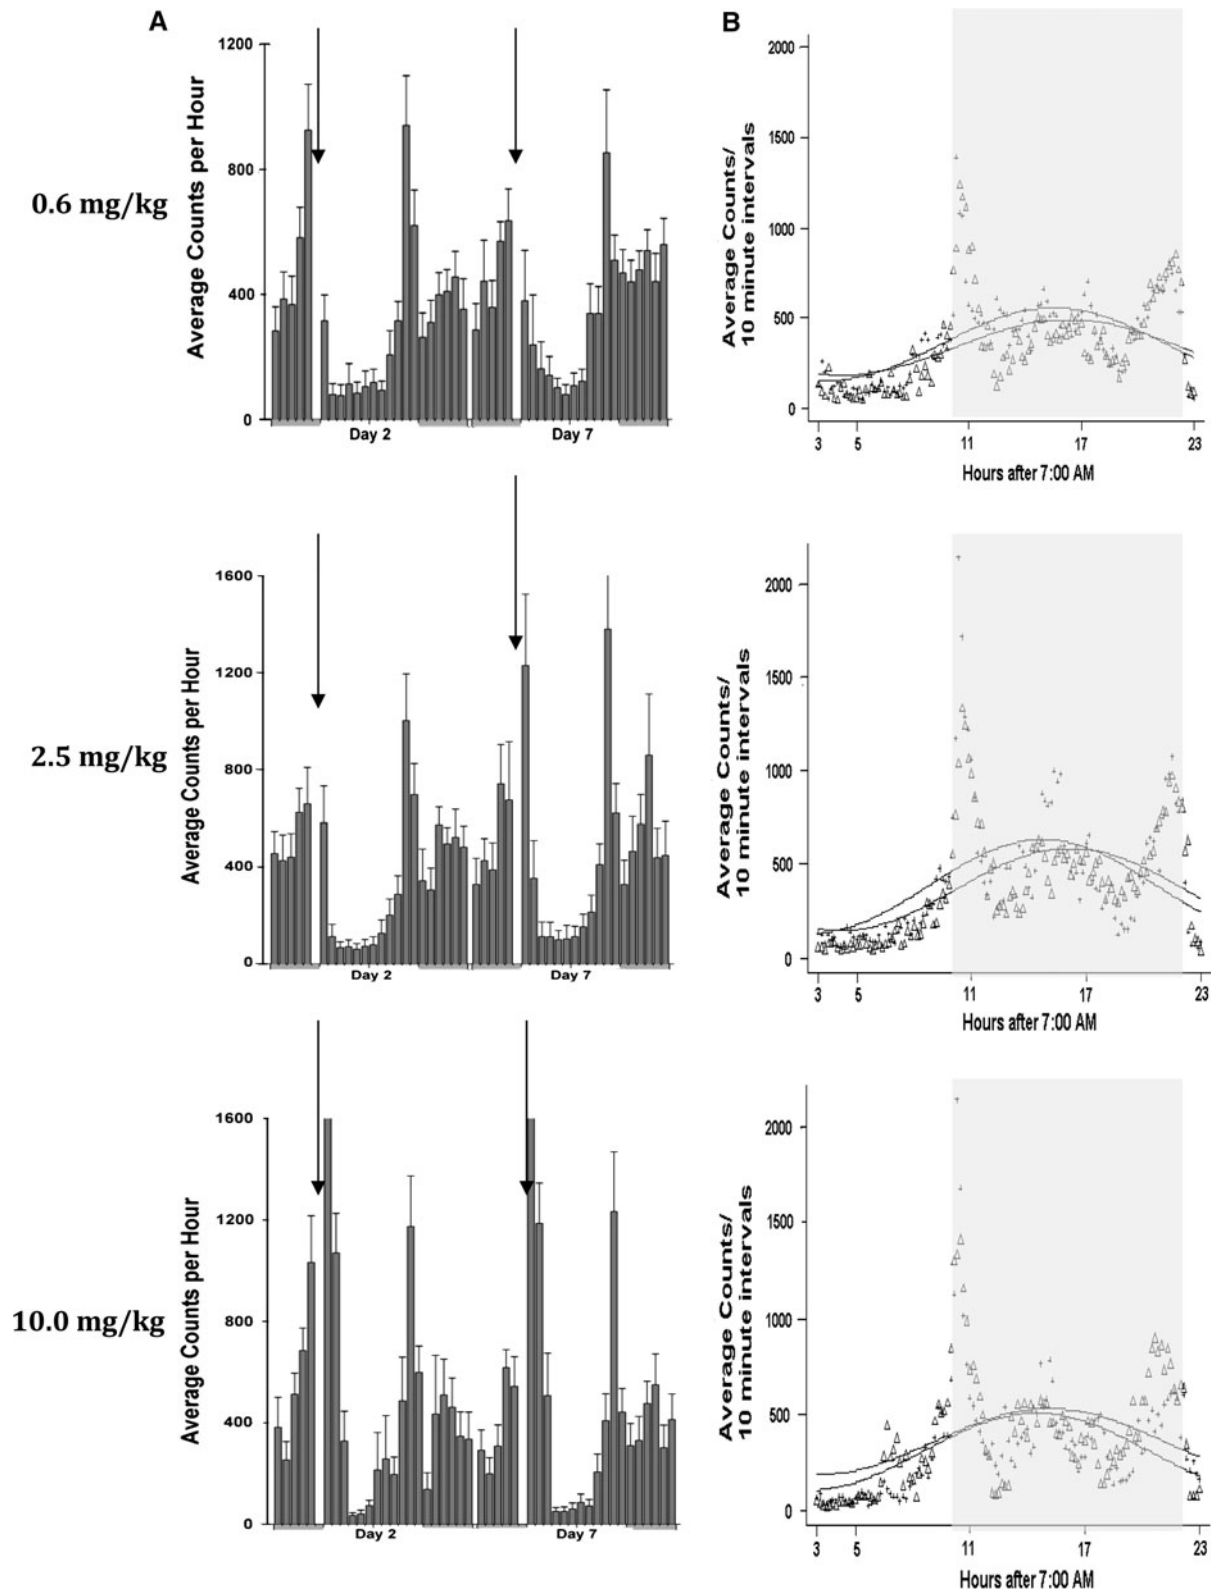 A
B
0.6 mg/kg
Average Counts per Hour
1200
800
400
0
Day 2
Day 7
Average Counts/
10 minute intervals
2000
1500
1000
500
0
3
5
11
17
23
Hours after 7:00 AM
2.5 mg/kg
Average Counts per Hour
1600
1200
800
400
0
Day 2
Day 7
Average Counts/
10 minute intervals
2000
1500
1000
500
0
3
5
11
17
23
Hours after 7:00 AM
10.0 mg/kg
Average Counts per Hour
1600
1200
800
400
0
Day 2
Day 7
Average Counts/
10 minute intervals
2000
1500
1000
500
0
3
5
11
17
23
Hours after 7:00 AM